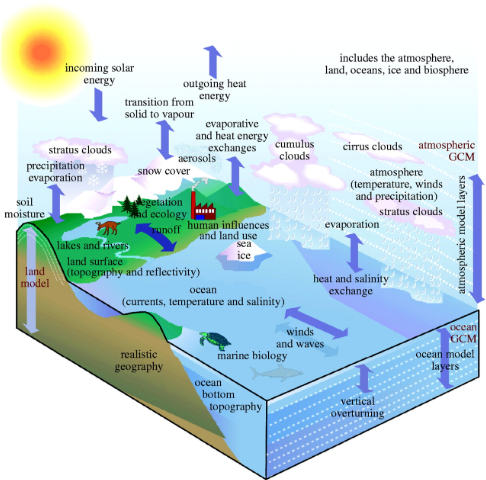 incoming solar
energy
outgoing heat
energy
includes the atmosphere,
land, oceans, ice and biosphere
transition from
solid to vapour
evaporative
and heat energy
exchanges
stratus clouds
aerosols
cumulus
clouds
cirrus clouds
atmospheric
GCM
precipitation
evaporation
snow cover
atmosphere
(temperature, winds
and precipitation)
stratus clouds
atmospheric model layers
soil
moisture
vegetation
and ecology
human influences
and land use
runoff
evaporation
lakes and rivers
sea
ice
land surface
(topography and reflectivity)
land
model
heat and salinity
exchange
ocean
(currents, temperature and salinity)
winds
and waves
ocean
GCM
ocean model
layers
realistic
geography
marine biology
ocean
bottom
topography
vertical
overturning